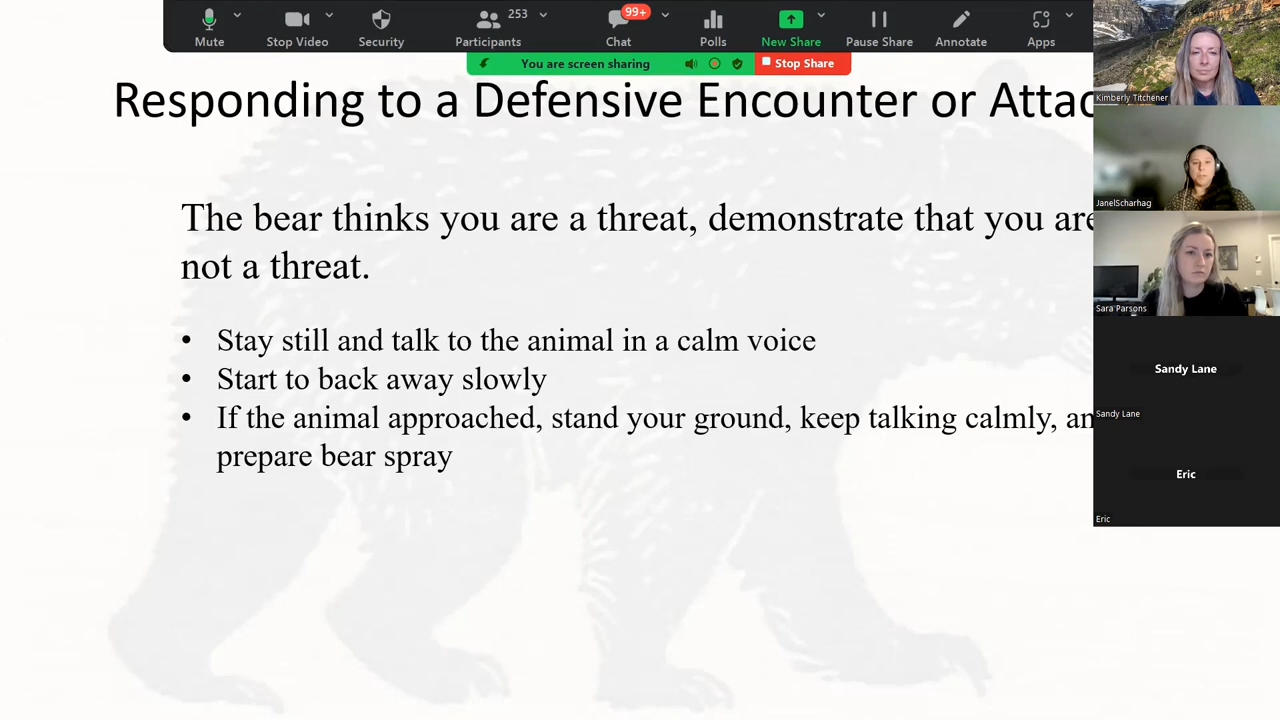 253
99+
Mute
Stop Video
Security
Participants
Chat
Polls
New Share
Pause Share
Annotate
Apps
You are screen sharing
Stop Share
Responding to a Defensive Encounter or Attac
The bear thinks you are a threat, demonstrate that you are
not a threat.
• Stay still and talk to the animal in a calm voice
• Start to back away slowly
• If the animal approached, stand your ground, keep talking calmly, an
prepare bear spray
Kimberly Titchener
JanelScharhag
Sara Parsons
Sandy Lane
Sandy Lane
Eric
Eric